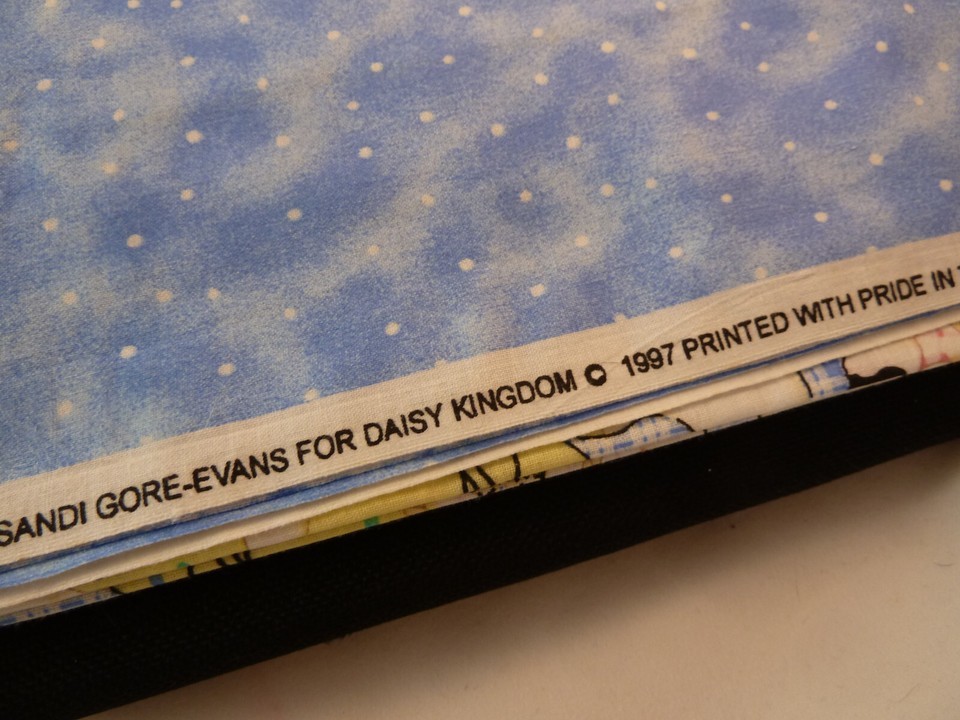 SANDI GORE-EVANS FOR DAISY KINGDOM © 1997 PRINTED WITH PRIDE IN